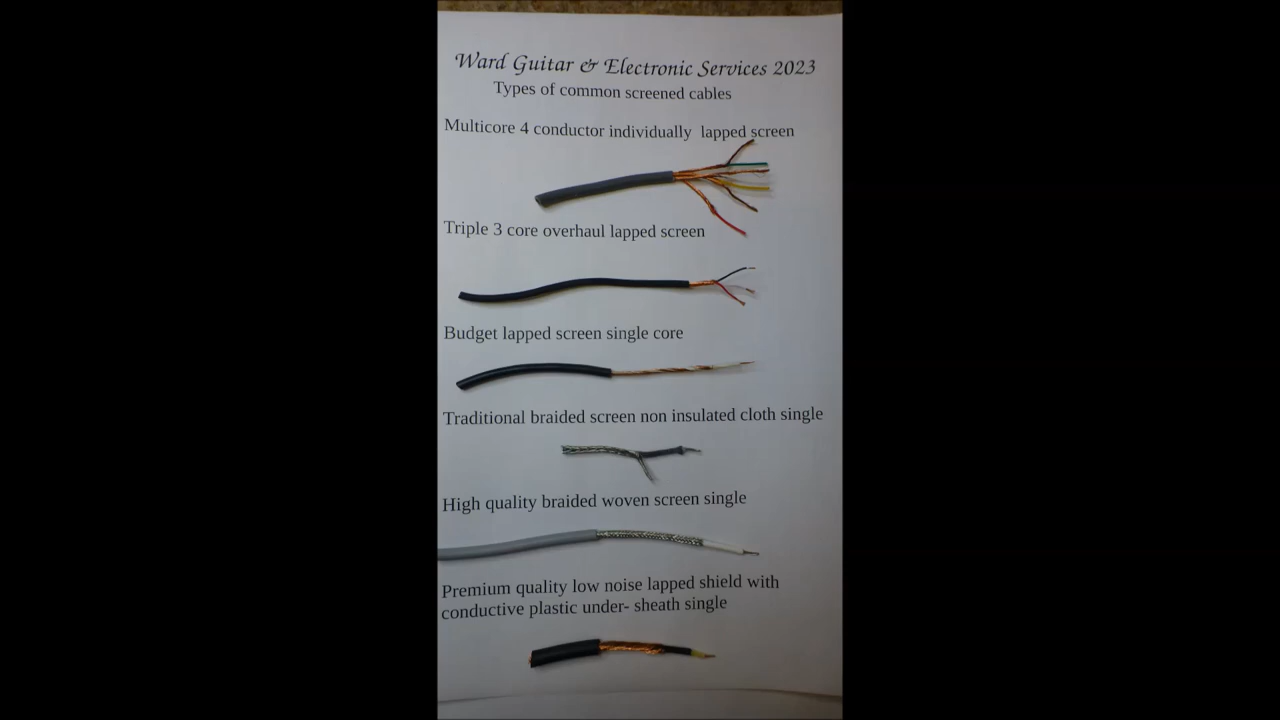 Ward Guitar & Electronic Services 2023
Types of common screened cables
Multicore 4 conductor individually lapped screen
Triple 3 core overhaul lapped screen
Budget lapped screen single core
Traditional braided screen non insulated cloth single
High quality braided woven screen single
Premium quality low noise lapped shield with
conductive plastic under- sheath single